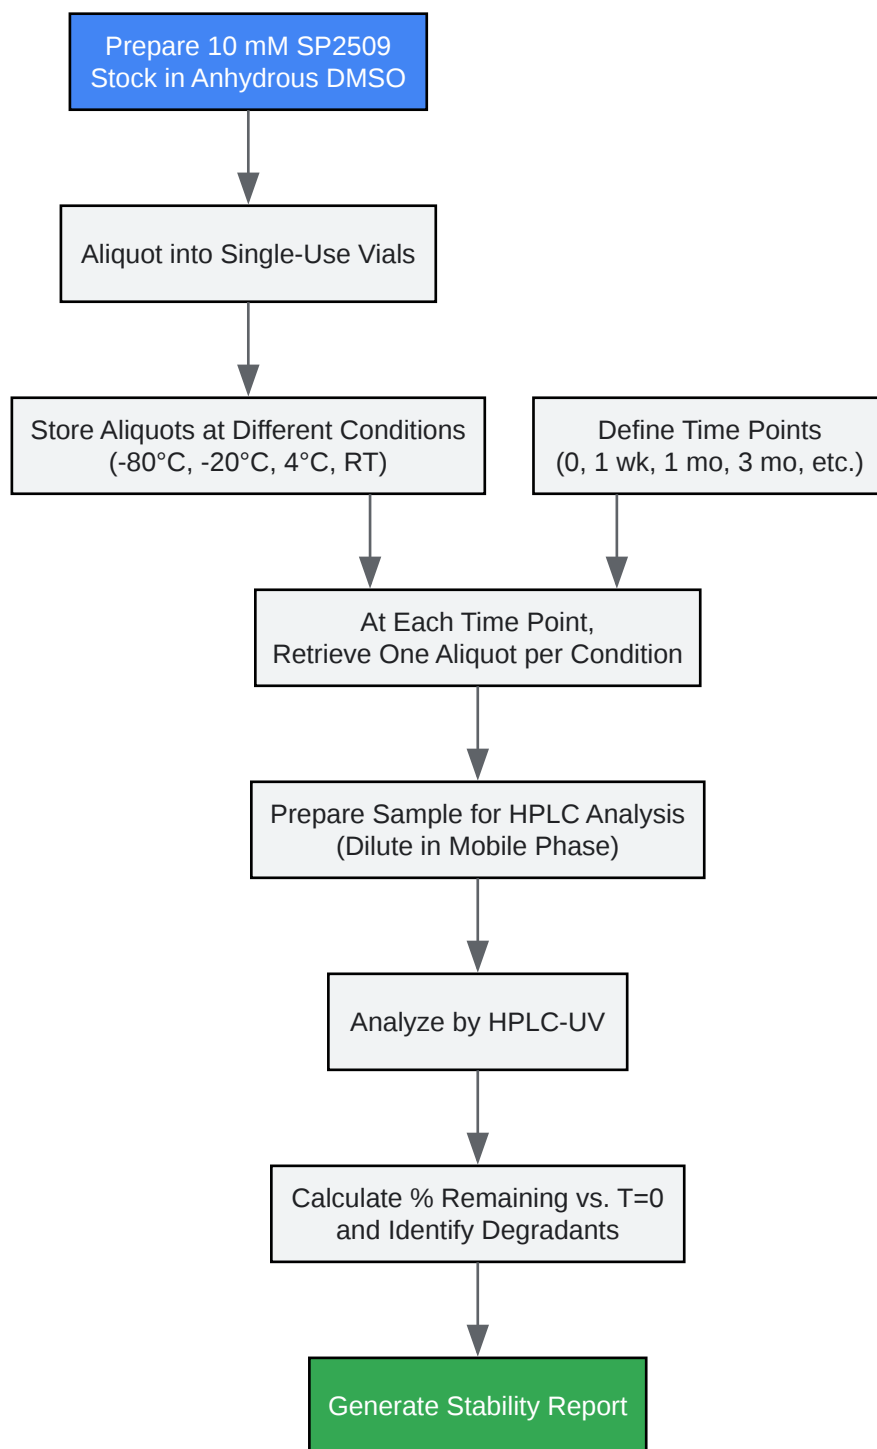 Prepare 10 mM SP2509
Stock in Anhydrous DMSO
Aliquot into Single-Use Vials
Store Aliquots at Different Conditions
(-80°C, -20°C, 4°C, RT)
Define Time Points
(0, 1 wk, 1 mo, 3 mo, etc.)
At Each Time Point,
Retrieve One Aliquot per Condition
Prepare Sample for HPLC Analysis
(Dilute in Mobile Phase)
Analyze by HPLC-UV
Calculate % Remaining vs. T=0
and Identify Degradants
Generate Stability Report